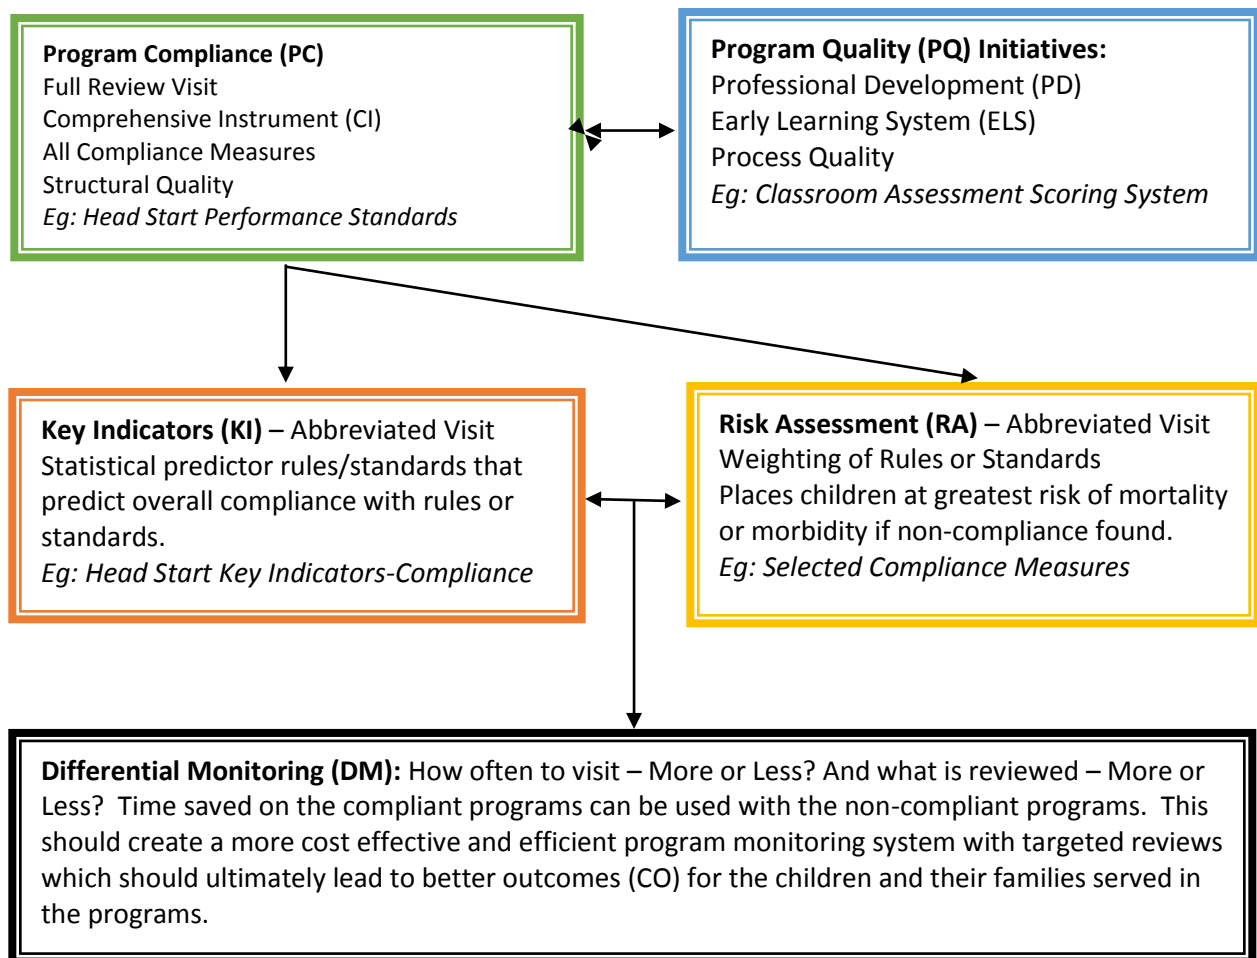 Program Compliance (PC)
Full Review Visit
Comprehensive Instrument (CI)
All Compliance Measures
Structural Quality
Eg: Head Start Performance Standards
Program Quality (PQ) Initiatives:
Professional Development (PD)
Early Learning System (ELS)
Process Quality
Eg: Classroom Assessment Scoring System
Key Indicators (KI) – Abbreviated Visit
Statistical predictor rules/standards that
predict overall compliance with rules or
standards.
Eg: Head Start Key Indicators-Compliance
Risk Assessment (RA) – Abbreviated Visit
Weighting of Rules or Standards
Places children at greatest risk of mortality
or morbidity if non-compliance found.
Eg: Selected Compliance Measures
Differential Monitoring (DM): How often to visit – More or Less? And what is reviewed – More or
Less?  Time saved on the compliant programs can be used with the non-compliant programs.  This
should create a more cost effective and efficient program monitoring system with targeted reviews
which should ultimately lead to better outcomes (CO) for the children and their families served in
the programs.